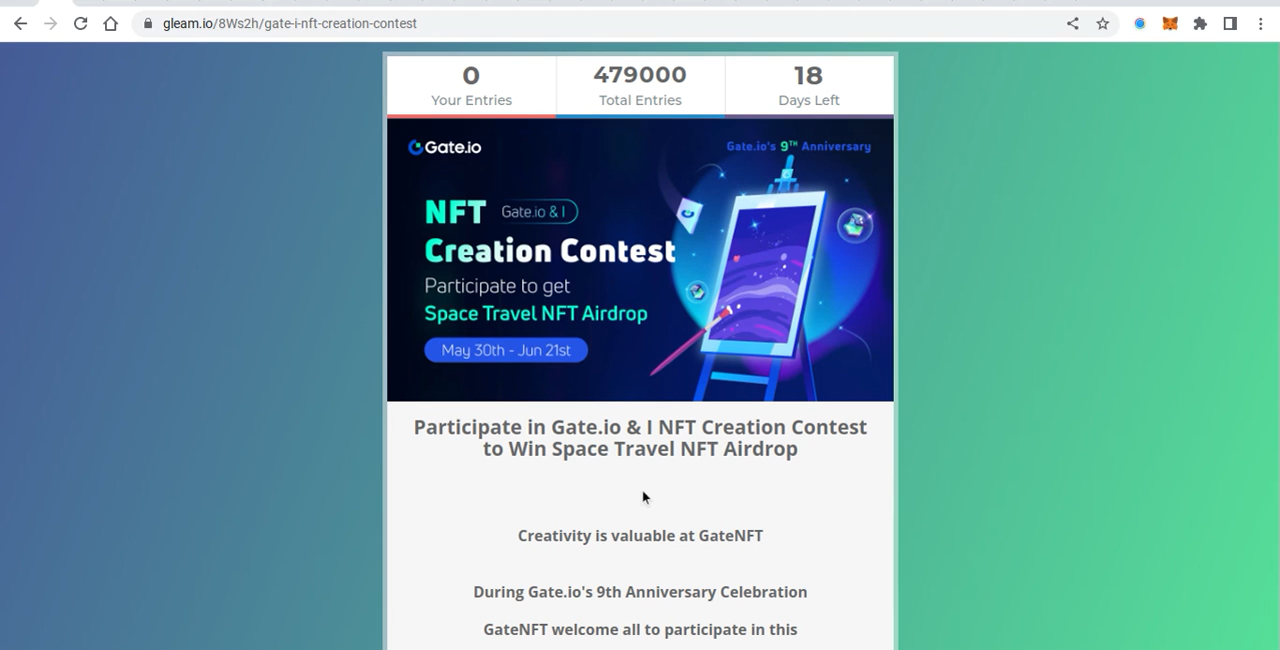 gleam.io/8Ws2h/gate-i-nft-creation-contest
0 479000 18
Your Entries Total Entries Days Left
Gate.io Gate.io's 9TH Anniversary
NFT Gate.io & I
Creation Contest
Participate to get
Space Travel NFT Airdrop
May 30th - Jun 21st
Participate in Gate.io & I NFT Creation Contest
to Win Space Travel NFT Airdrop
Creativity is valuable at GateNFT
During Gate.io's 9th Anniversary Celebration
GateNFT welcome all to participate in this